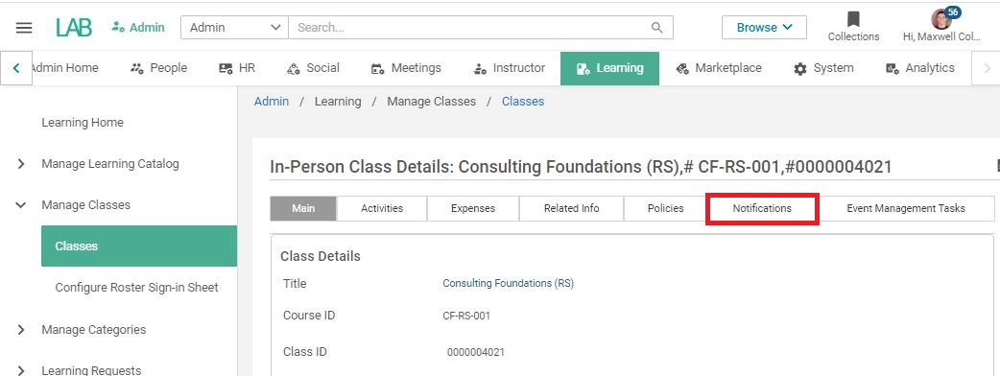 LAB Admin Admin Search... Browse Collections 56 Hi, Maxwell Col...
Admin Home People HR Social Meetings Instructor Learning Marketplace System Analytics
Admin / Learning / Manage Classes / Classes
Learning Home
Manage Learning Catalog
Manage Classes
Classes
Configure Roster Sign-in Sheet
Manage Categories
Learning Requests
In-Person Class Details: Consulting Foundations (RS),# CF-RS-001,#0000004021
Main Activities Expenses Related Info Policies Notifications Event Management Tasks
Class Details
Title Consulting Foundations (RS)
Course ID CF-RS-001
Class ID 0000004021